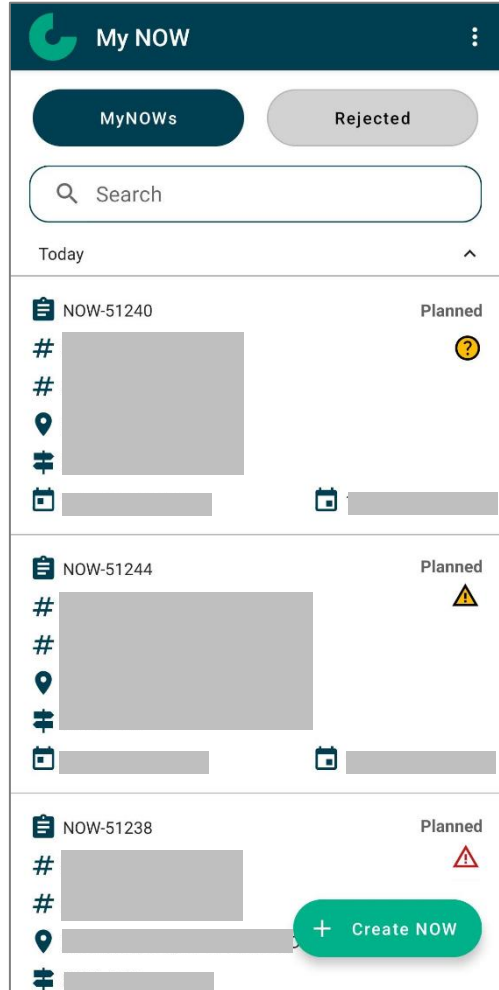 My NOW
MyNOWs Rejected
Search
Today
NOW-51240 Planned
NOW-51244 Planned
NOW-51238 Planned
+ Create NOW